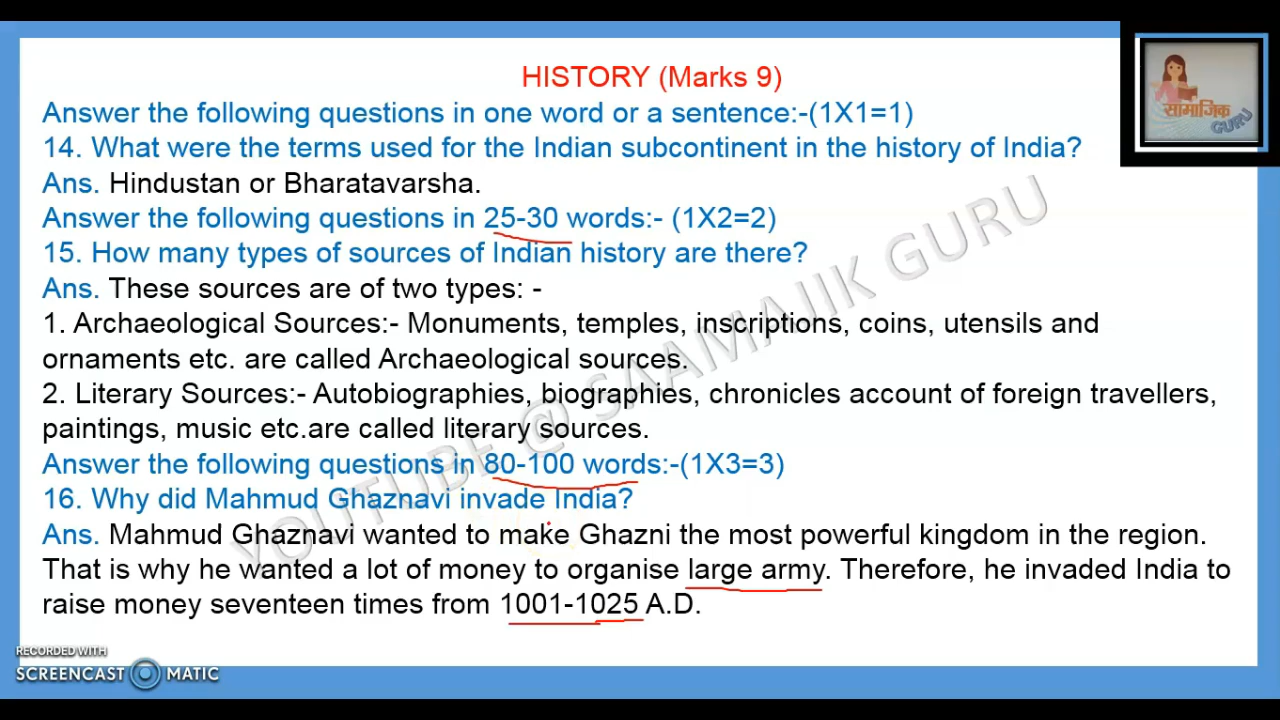 HISTORY (Marks 9)
Answer the following questions in one word or a sentence:-(1X1=1)
14. What were the terms used for the Indian subcontinent in the history of India?
Ans. Hindustan or Bharatavarsha.
Answer the following questions in 25-30 words:- (1X2=2)
15. How many types of sources of Indian history are there?
Ans. These sources are of two types: -
1. Archaeological Sources:- Monuments, temples, inscriptions, coins, utensils and
ornaments etc. are called Archaeological sources.
2. Literary Sources:- Autobiographies, biographies, chronicles account of foreign travellers,
paintings, music etc.are called literary sources.
Answer the following questions in 80-100 words:-(1X3=3)
16. Why did Mahmud Ghaznavi invade India?
Ans. Mahmud Ghaznavi wanted to make Ghazni the most powerful kingdom in the region.
That is why he wanted a lot of money to organise large army. Therefore, he invaded India to
raise money seventeen times from 1001-1025 A.D.
YOUTUBE @ SAAMAJIK GURU
सामाजिक
GURU
RECORDED WITH
SCREENCAST MATIC